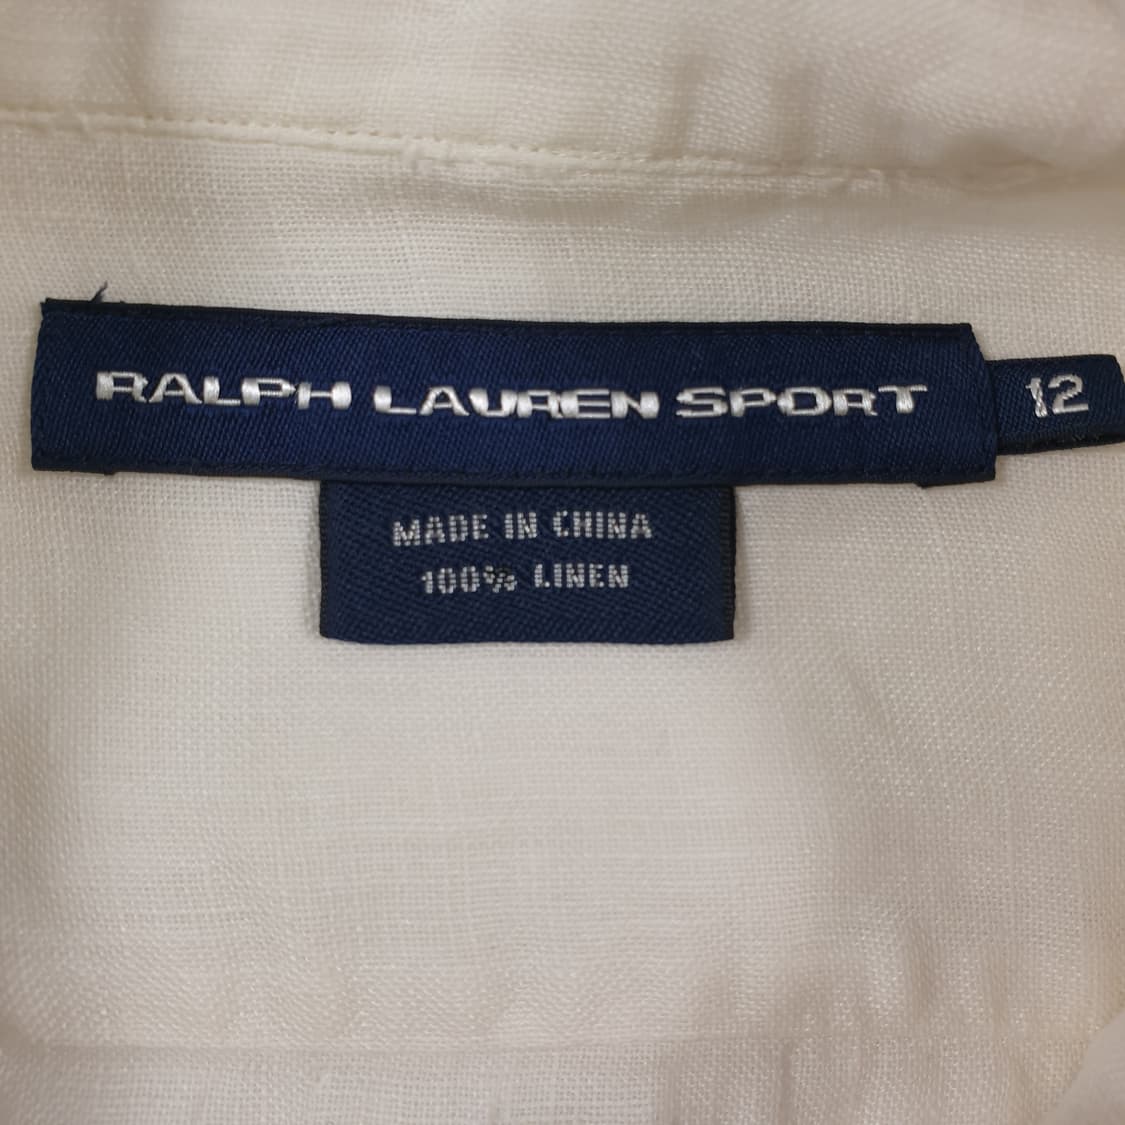 RALPH LAUREN SPORT
12
MADE IN CHINA
100% LINEN